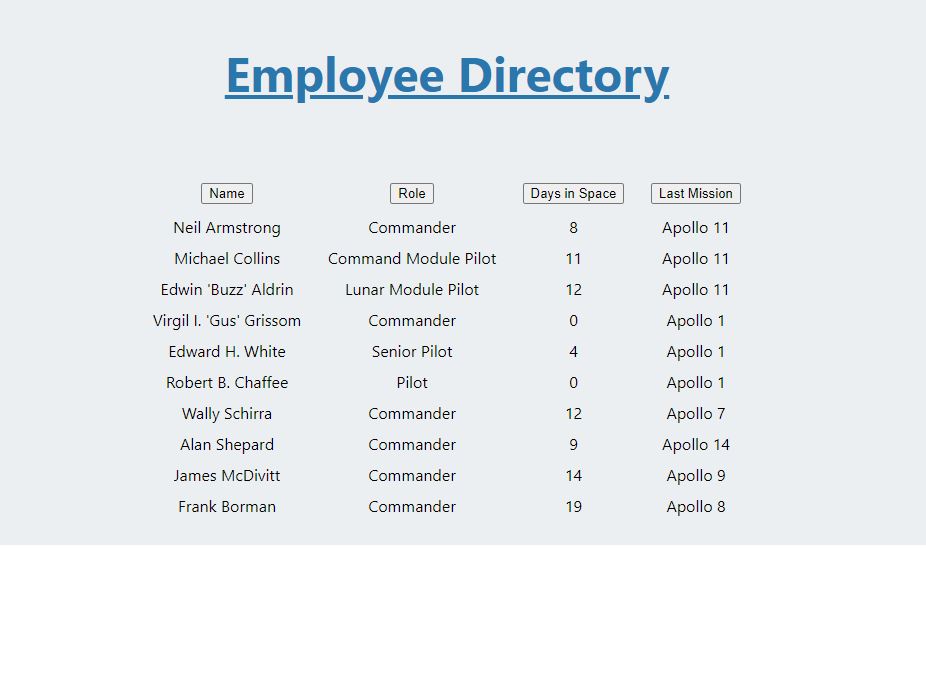 Employee Directory
Name Role Days in Space Last Mission
Neil Armstrong Commander 8 Apollo 11
Michael Collins Command Module Pilot 11 Apollo 11
Edwin 'Buzz' Aldrin Lunar Module Pilot 12 Apollo 11
Virgil I. 'Gus' Grissom Commander 0 Apollo 1
Edward H. White Senior Pilot 4 Apollo 1
Robert B. Chaffee Pilot 0 Apollo 1
Wally Schirra Commander 12 Apollo 7
Alan Shepard Commander 9 Apollo 14
James McDivitt Commander 14 Apollo 9
Frank Borman Commander 19 Apollo 8